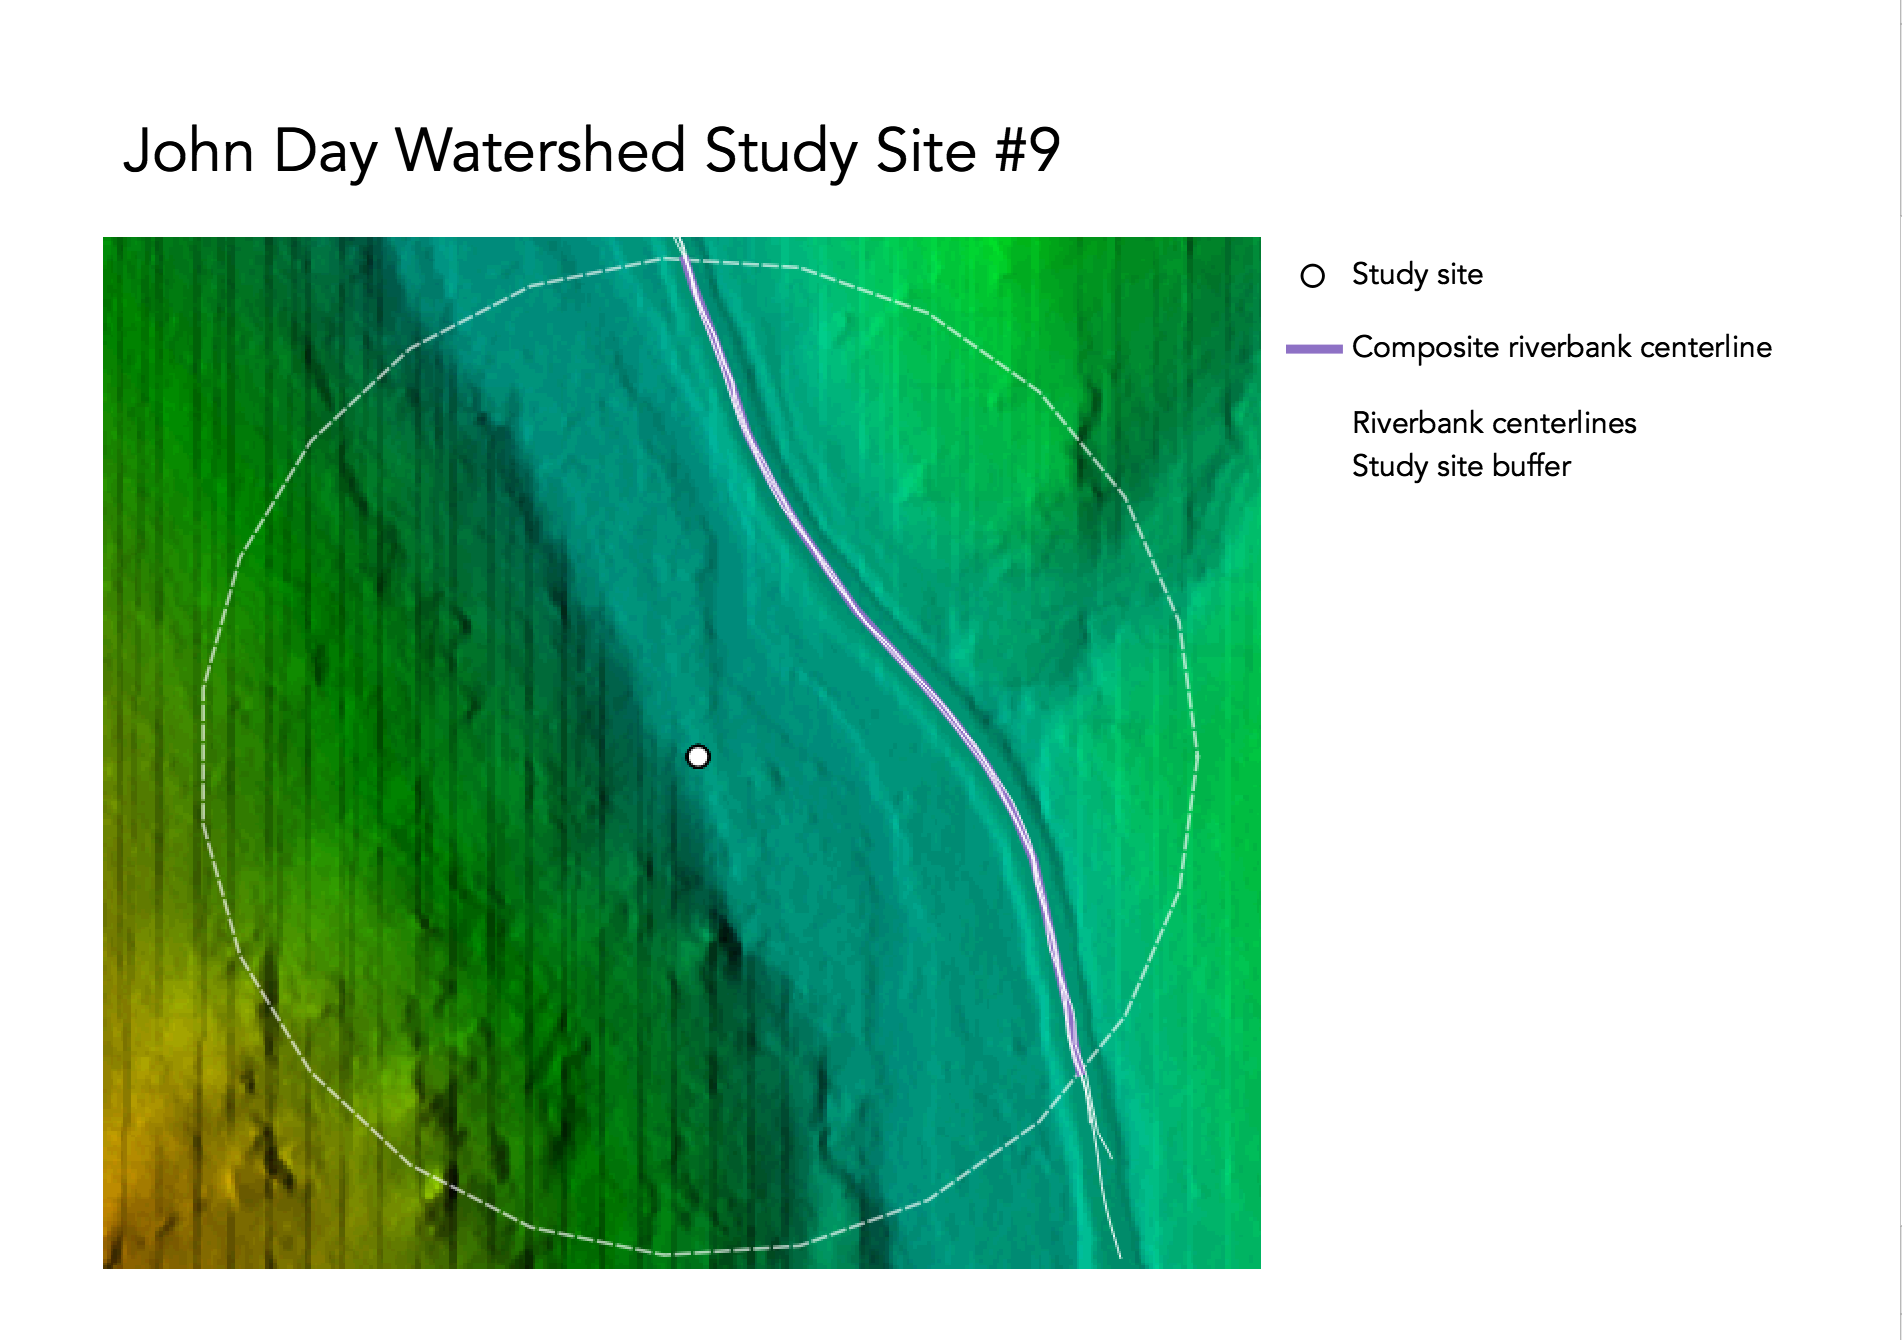 John Day Watershed Study Site #9
Study site
Composite riverbank centerline
Riverbank centerlines
Study site buffer